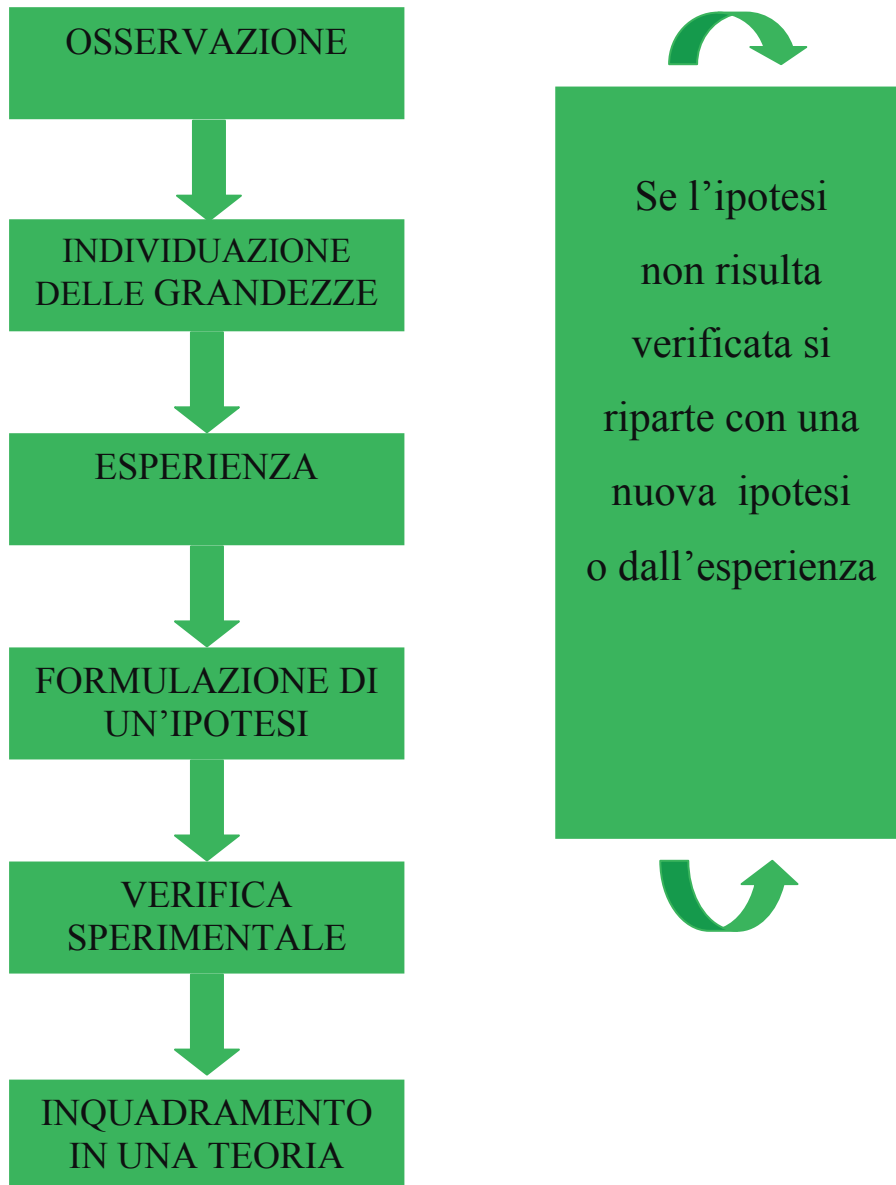 OSSERVAZIONE
INDIVIDUAZIONE
DELLE GRANDEZZE
ESPERIENZA
FORMULAZIONE DI
UN’IPOTESI
VERIFICA
SPERIMENTALE
INQUADRAMENTO
IN UNA TEORIA
Se l’ipotesi
non risulta
verificata si
riparte con una
nuova ipotesi
o dall’esperienza